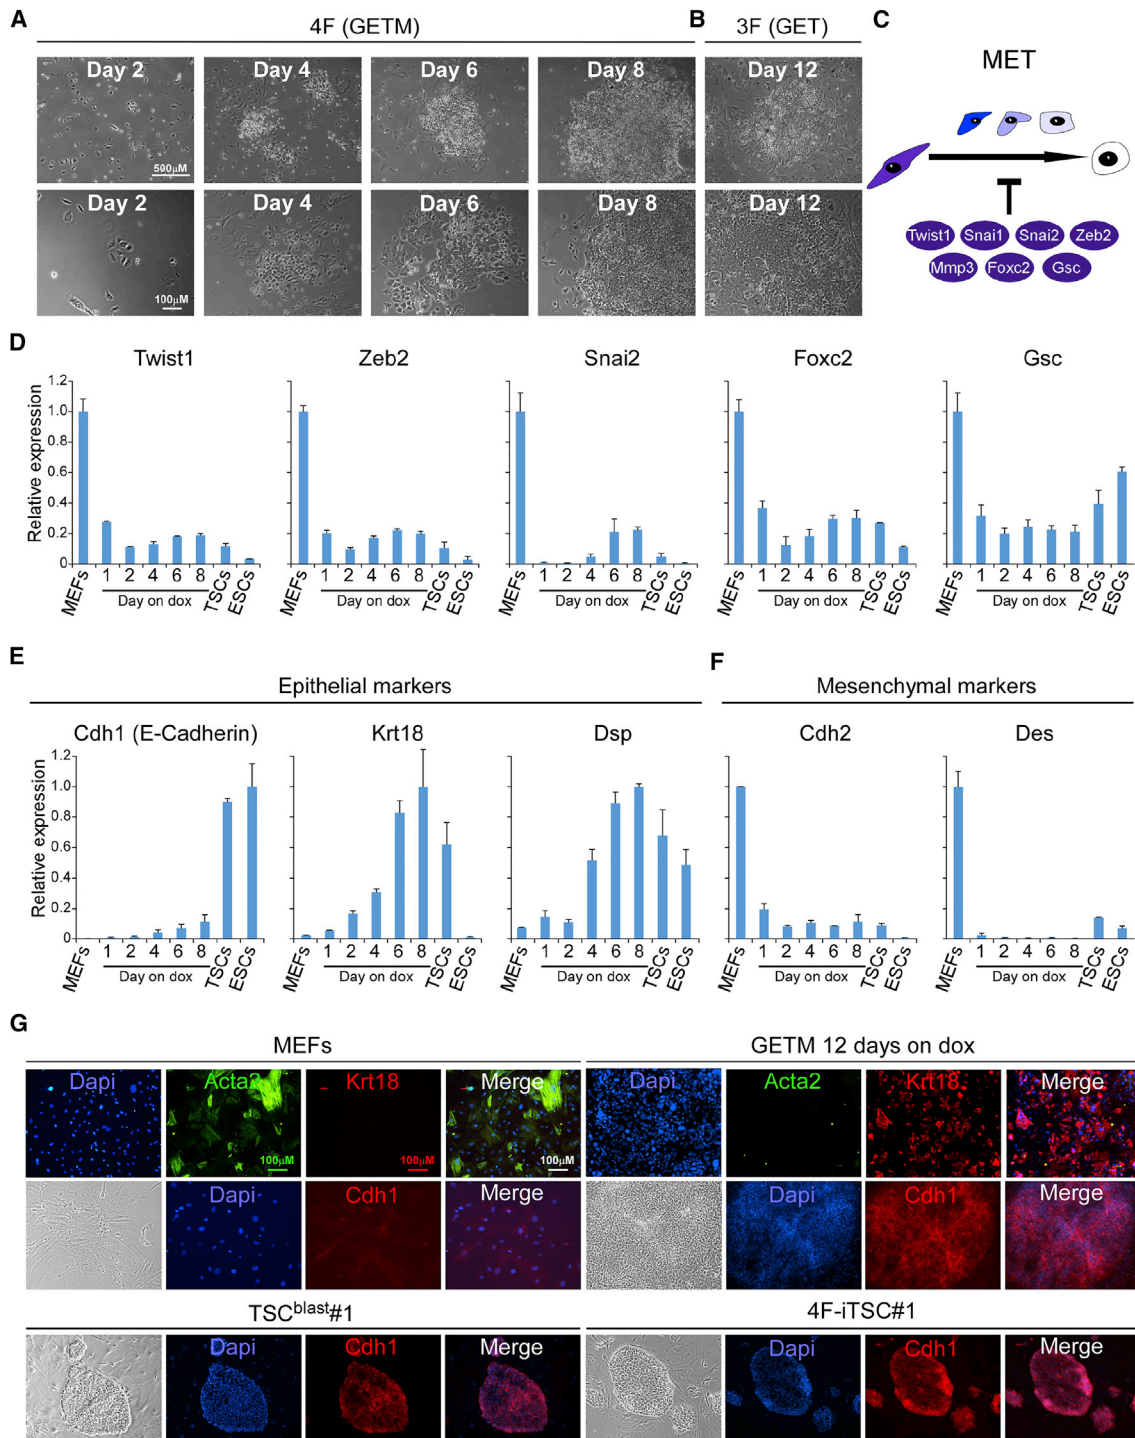 A
4F (GETM)
B
3F (GET)
C
Day 2
Day 4
Day 6
Day 8
Day 12
500µM
Day 2
Day 4
Day 6
Day 8
Day 12
100µM
MET
Twist1
Snai1
Snai2
Zeb2
Mmp3
Foxc2
Gsc
D
Twist1
Zeb2
Snai2
Foxc2
Gsc
Relative expression
1.2
1.0
0.8
0.6
0.4
0.2
0
MEFs 1 2 4 6 8 TSCs ESCs
Day on dox
MEFs 1 2 4 6 8 TSCs ESCs
Day on dox
MEFs 1 2 4 6 8 TSCs ESCs
Day on dox
MEFs 1 2 4 6 8 TSCs ESCs
Day on dox
MEFs 1 2 4 6 8 TSCs ESCs
Day on dox
E
Epithelial markers
F
Mesenchymal markers
Cdh1 (E-Cadherin)
Krt18
Dsp
Cdh2
Des
Relative expression
1.2
1.0
0.8
0.6
0.4
0.2
0
MEFs 1 2 4 6 8 TSCs ESCs
Day on dox
MEFs 1 2 4 6 8 TSCs ESCs
Day on dox
MEFs 1 2 4 6 8 TSCs ESCs
Day on dox
MEFs 1 2 4 6 8 TSCs ESCs
Day on dox
MEFs 1 2 4 6 8 TSCs ESCs
Day on dox
G
MEFs
GETM 12 days on dox
Dapi
Acta2
Krt18
Merge
Dapi
Acta2
Krt18
Merge
100µM
100µM
100µM
Dapi
Cdh1
Merge
Dapi
Cdh1
Merge
TSCblast#1
4F-iTSC#1
Dapi
Cdh1
Merge
Dapi
Cdh1
Merge